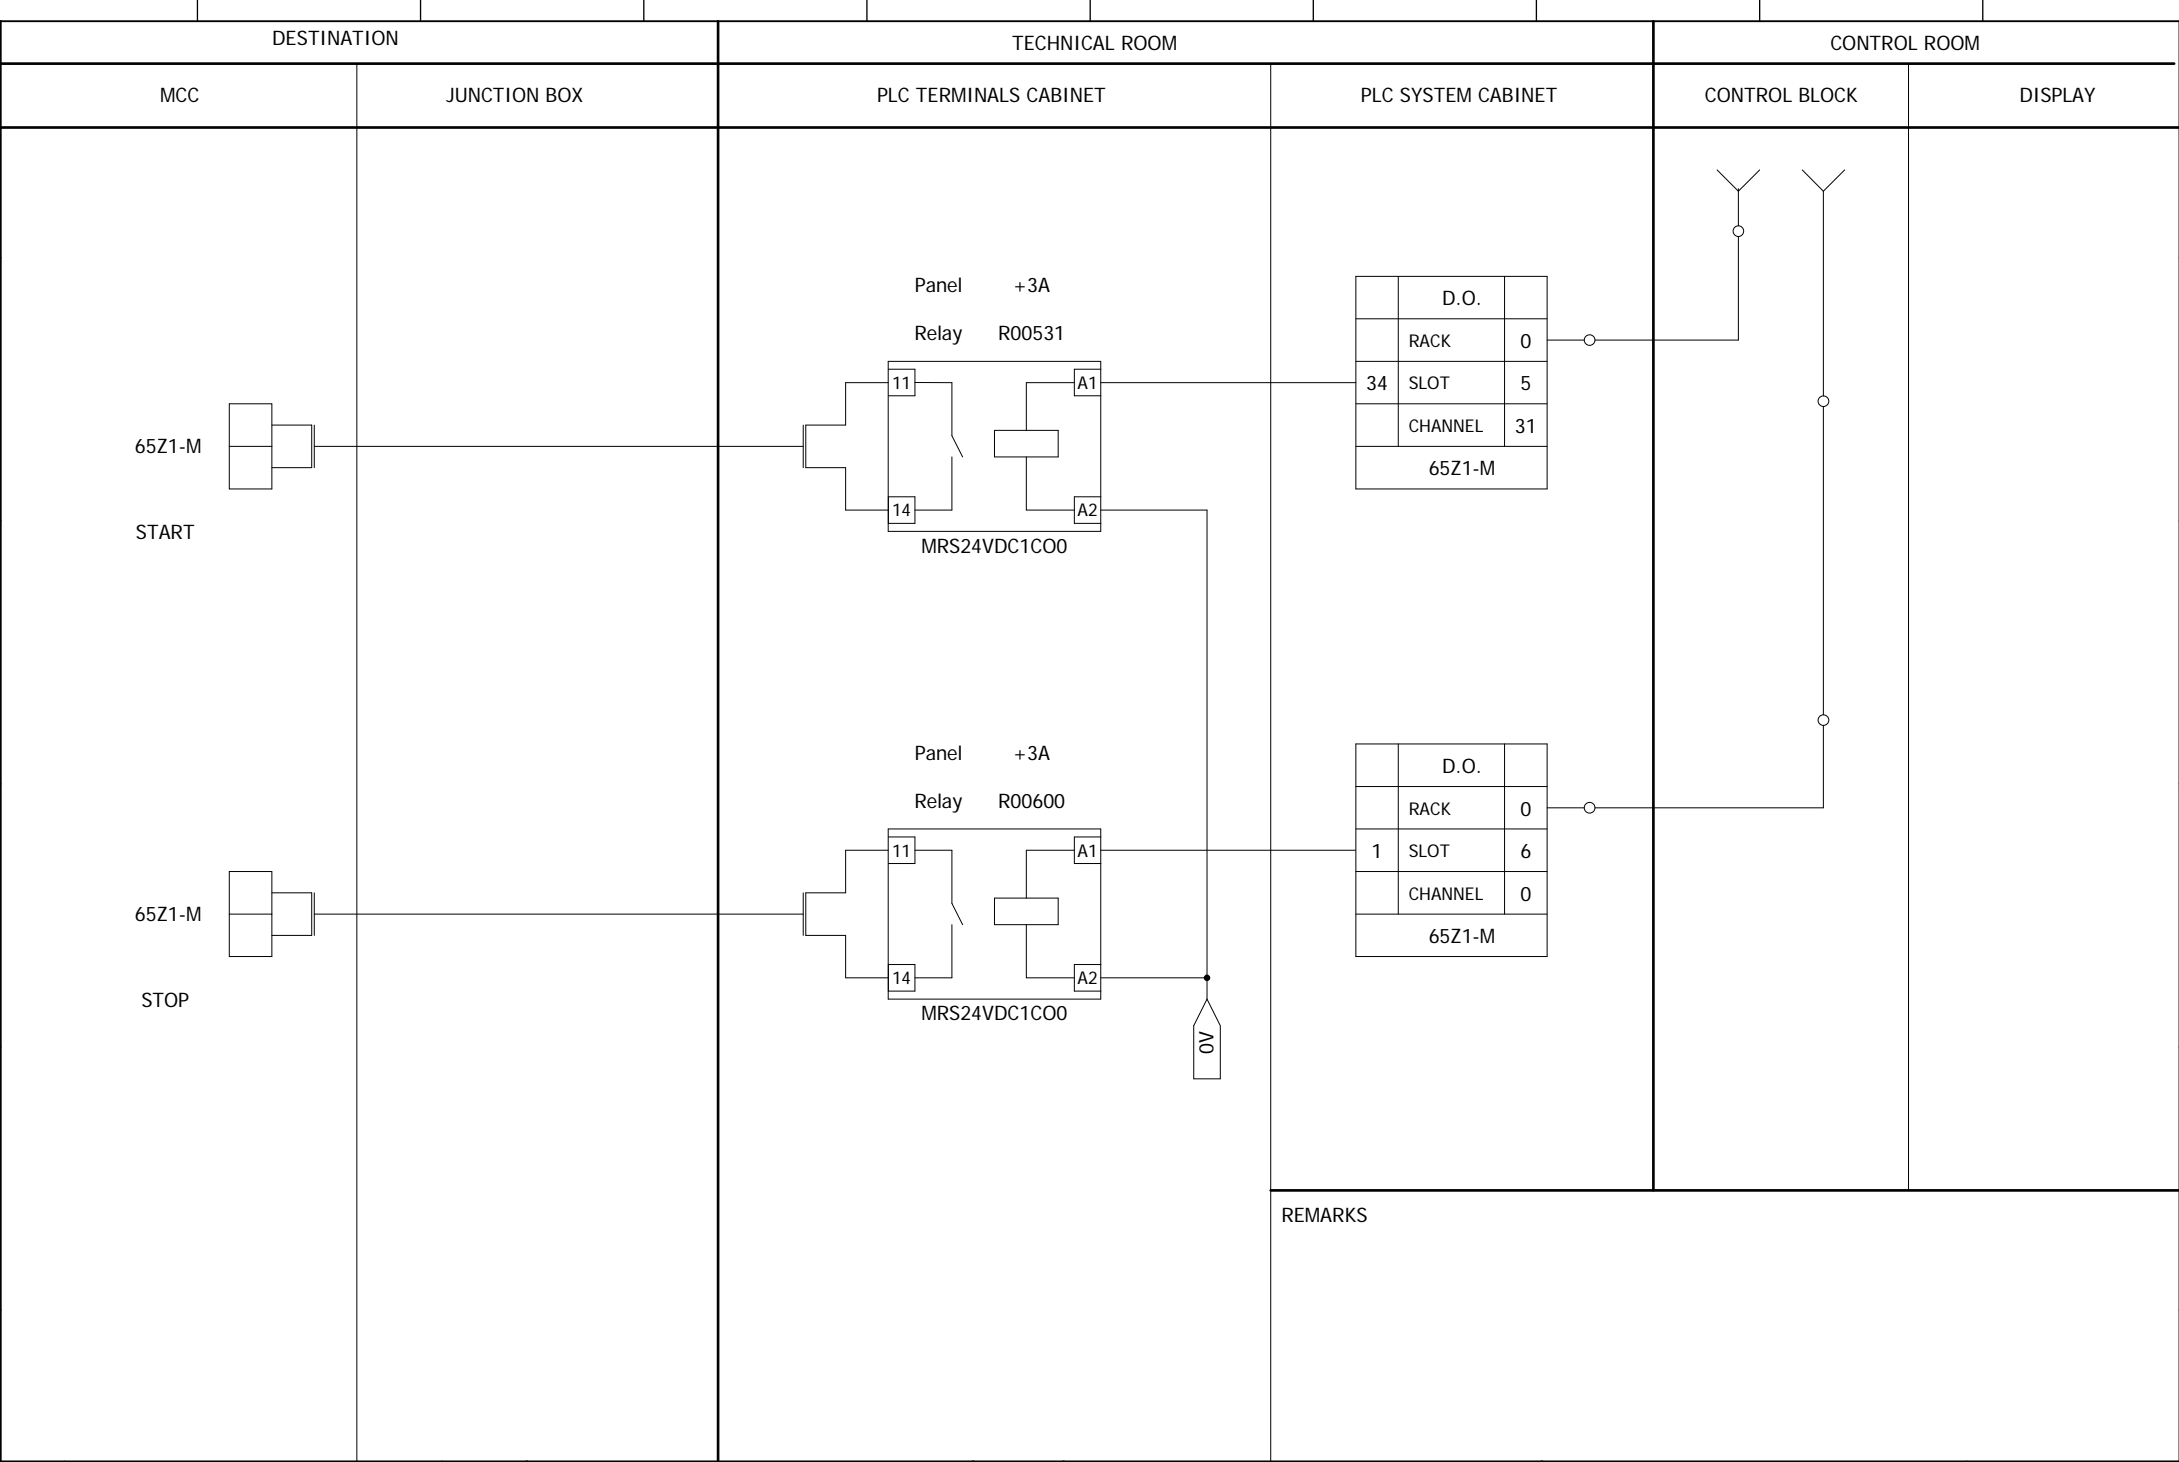 DESTINATION TECHNICAL ROOM CONTROL ROOM
MCC JUNCTION BOX PLC TERMINALS CABINET PLC SYSTEM CABINET CONTROL BLOCK DISPLAY
Panel +3A
Relay R00531
65Z1-M
START
11
A1
14
A2
MRS24VDC1CO0
D.O.
RACK 0
34 SLOT 5
CHANNEL 31
65Z1-M
Panel +3A
Relay R00600
65Z1-M
STOP
11
A1
14
A2
MRS24VDC1CO0
0V
D.O.
RACK 0
1 SLOT 6
CHANNEL 0
65Z1-M
REMARKS